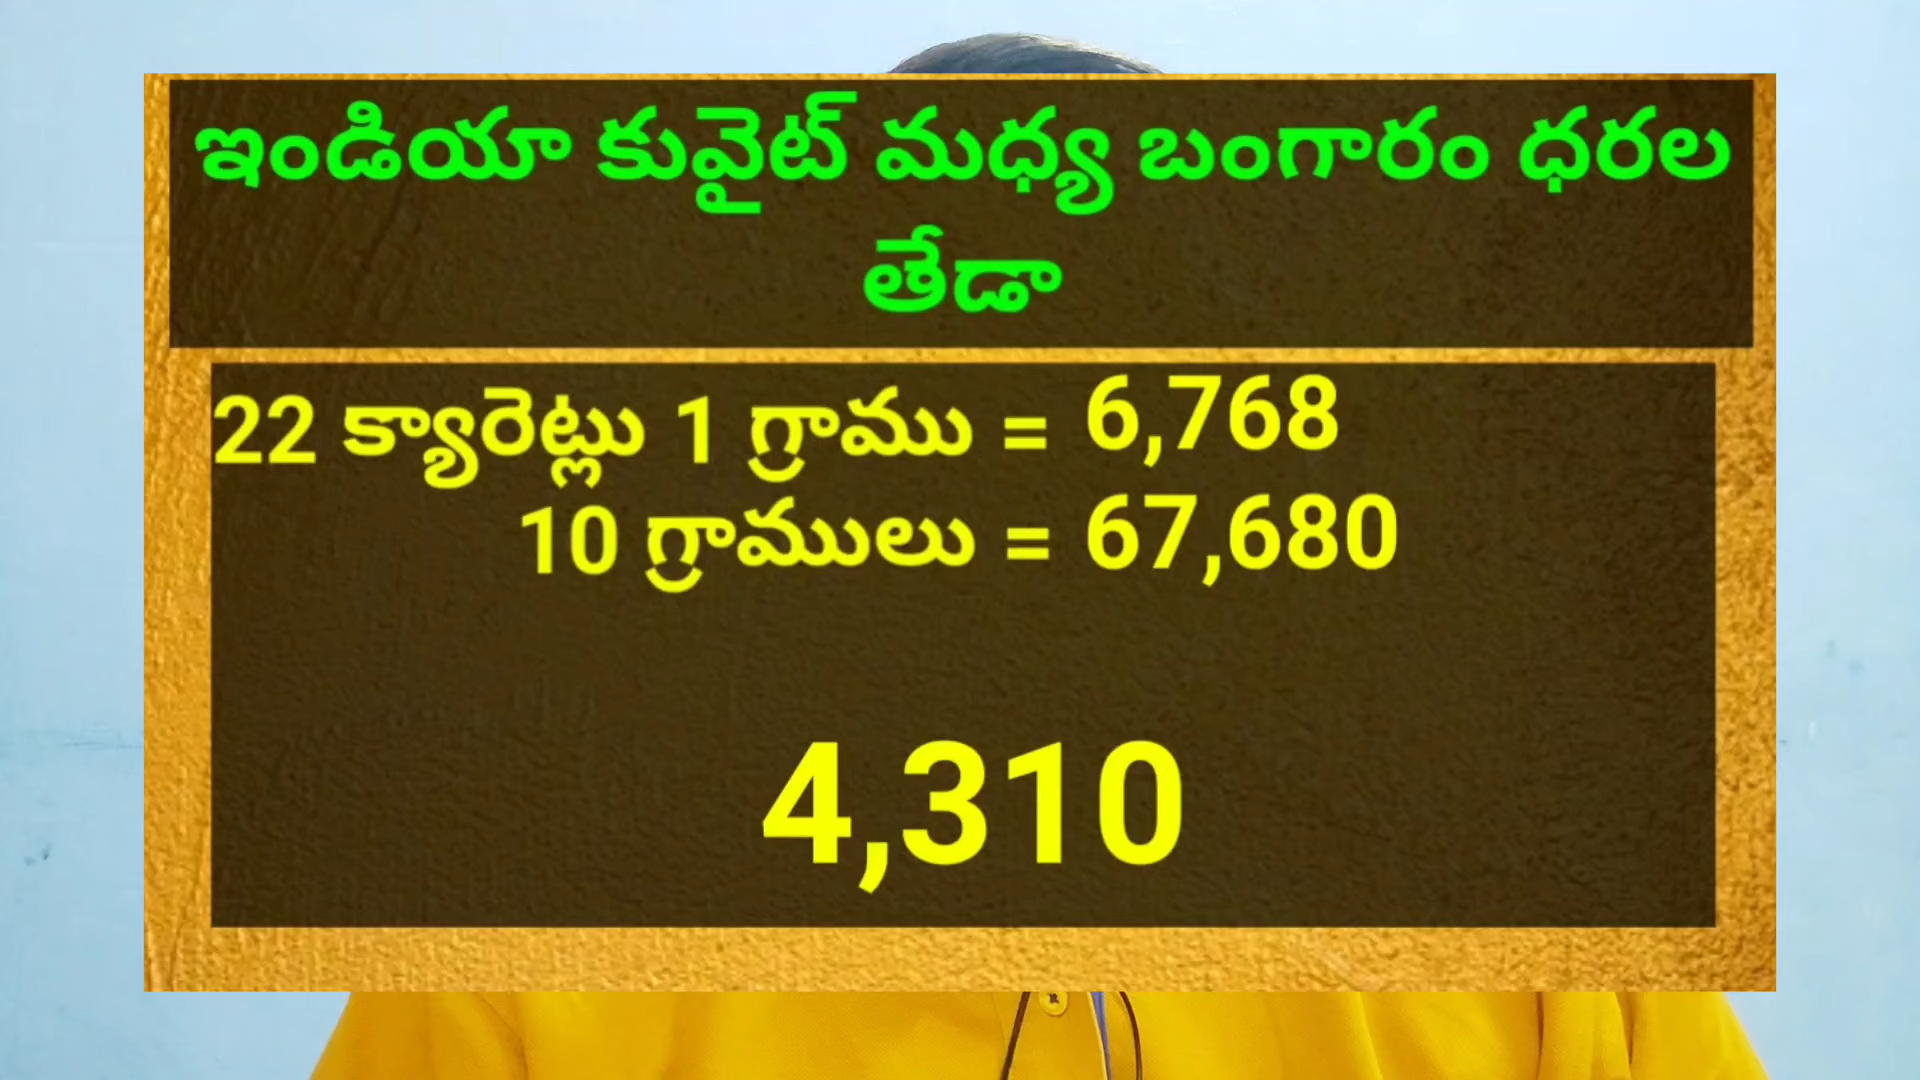 ఇండియా కువైట్ మధ్య బంగారం ధరల
తేడా
22 క్యారెట్లు 1 గ్రాము = 6,768
10 గ్రాములు = 67,680
4,310